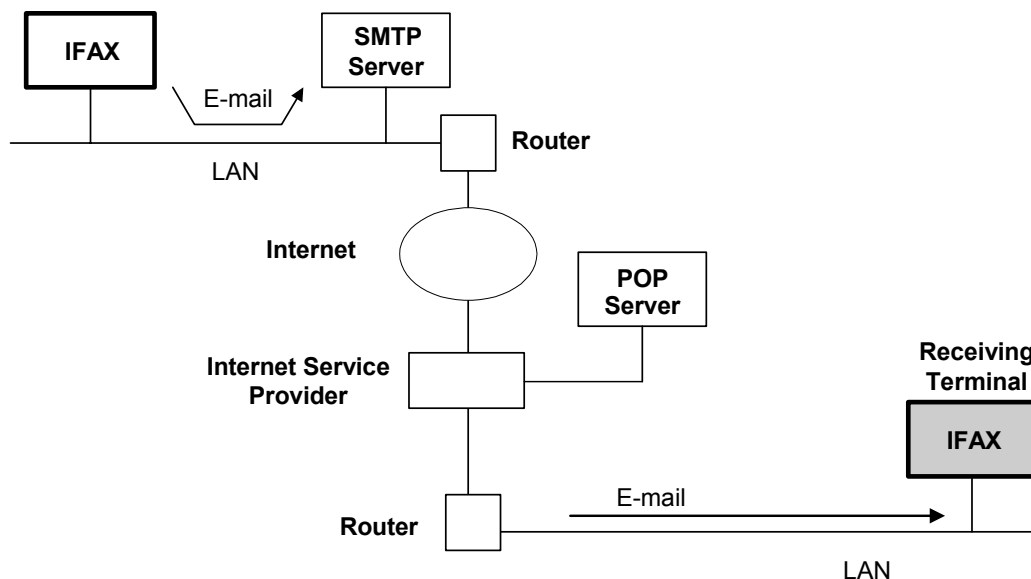 IFAX
SMTP
Server
E-mail
Router
LAN
Internet
POP
Server
Internet Service
Provider
Receiving
Terminal
IFAX
E-mail
Router
LAN